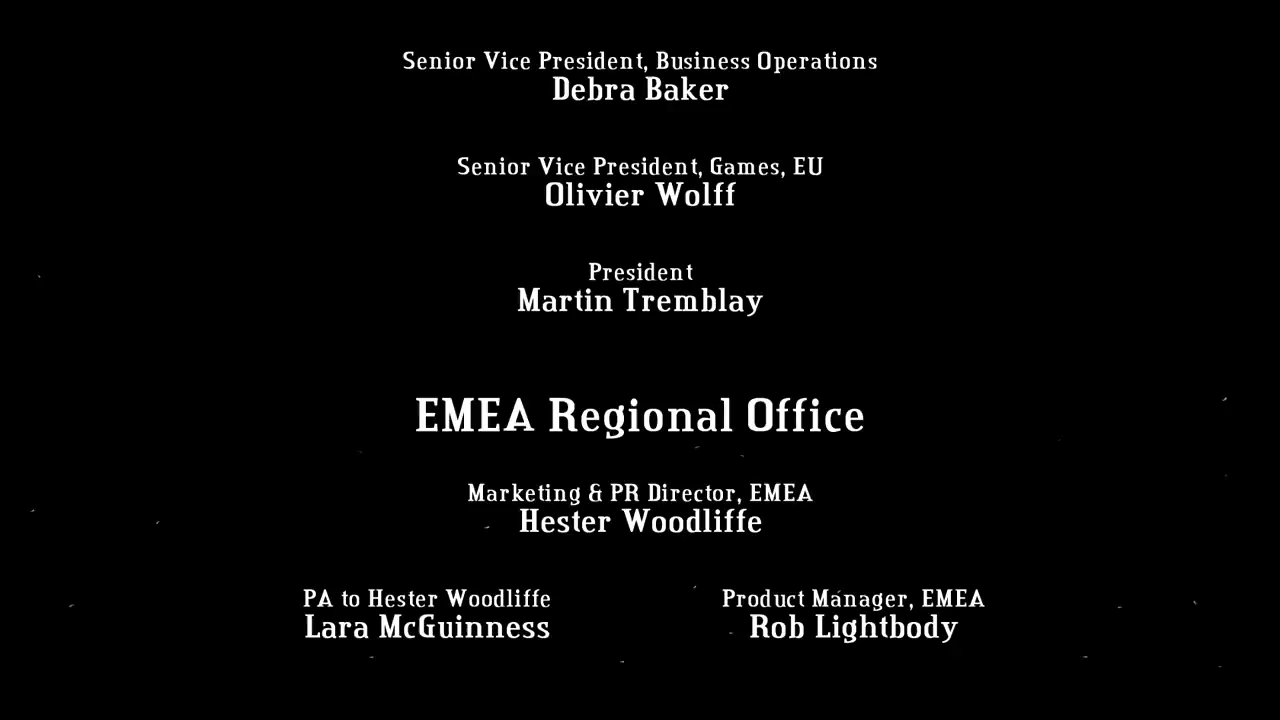 Senior Vice President, Business Operations
Debra Baker
Senior Vice President, Games, EU
Olivier Wolff
President
Martin Tremblay
EMEA Regional Office
Marketing & PR Director, EMEA
Hester Woodliffe
PA to Hester Woodliffe
Lara McGuinness
Product Manager, EMEA
Rob Lightbody